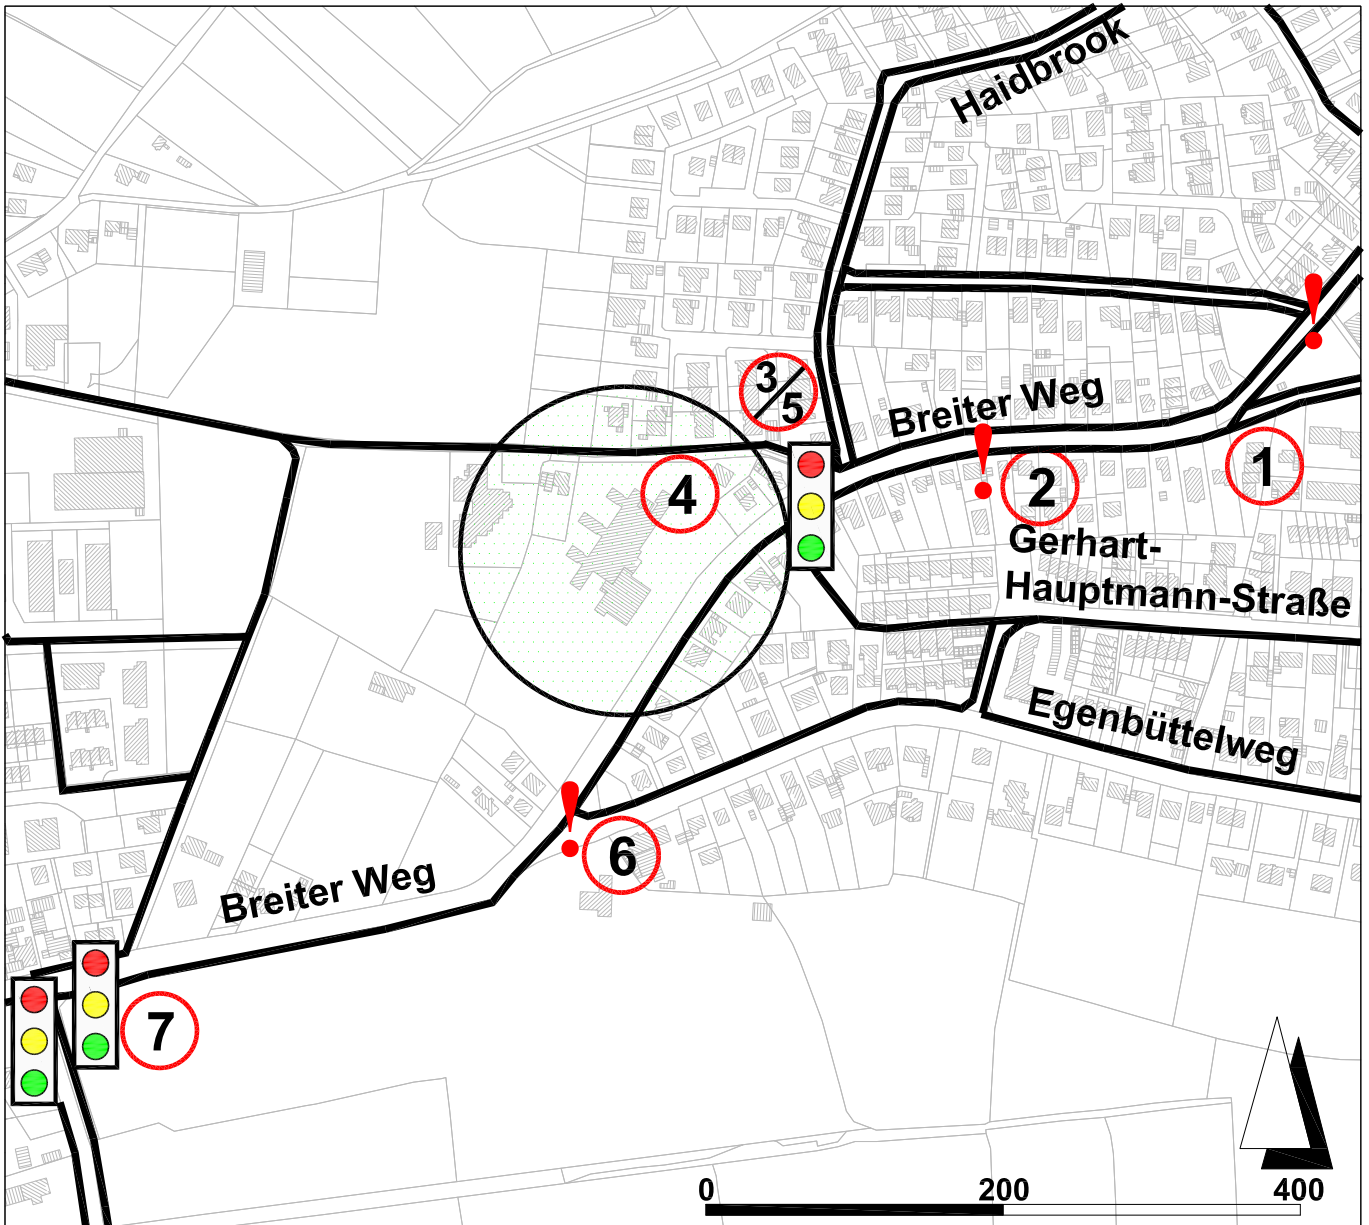 Haidbrook
3/5
Breiter Weg
1
4
2
Gerhart-
Hauptmann-Straße
Egenbüttelweg
6
Breiter Weg
7
0 200 400